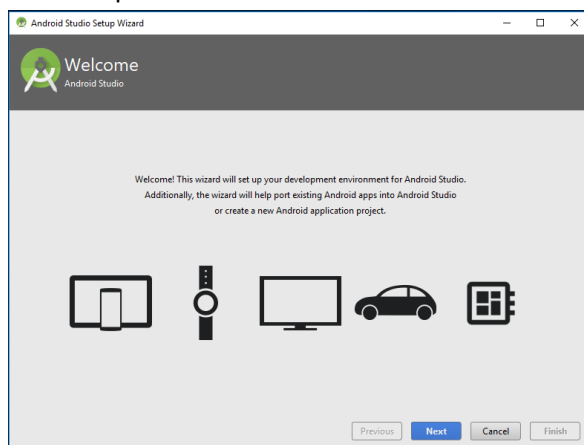 Android Studio Setup Wizard
Welcome
Android Studio
Welcome! This wizard will set up your development environment for Android Studio.
Additionally, the wizard will help port existing Android apps into Android Studio
or create a new Android application project.
Previous Next Cancel Finish